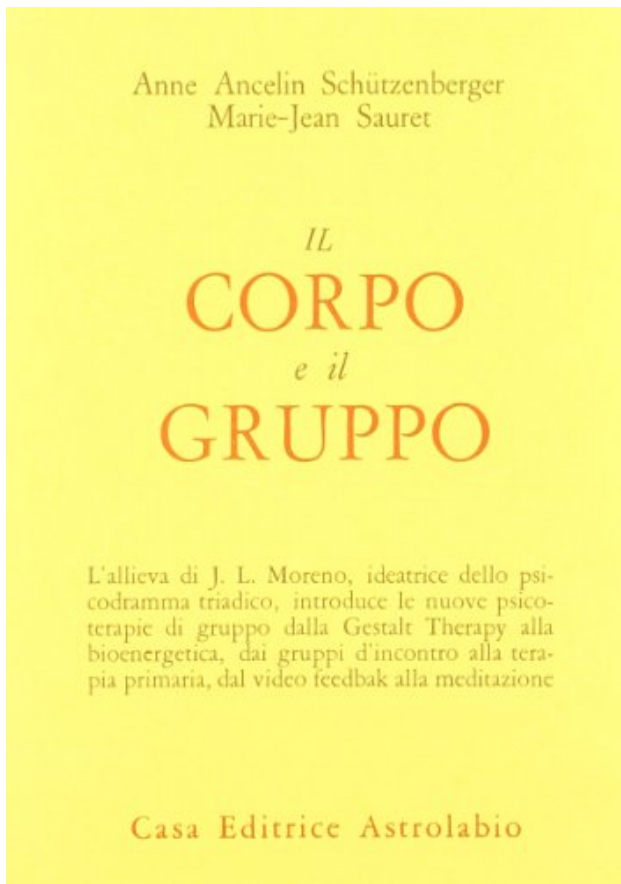 Anne Ancelin Schützenberger
Marie-Jean Sauret
IL
CORPO
e il
GRUPPO
L'allieva di J. L. Moreno, ideatrice dello psi-
codramma triadico, introduce le nuove psico-
terapie di gruppo dalla Gestalt Therapy alla
bioenergetica, dai gruppi d'incontro alla tera-
pia primaria, dal video feedbak alla meditazione
Casa Editrice Astrolabio